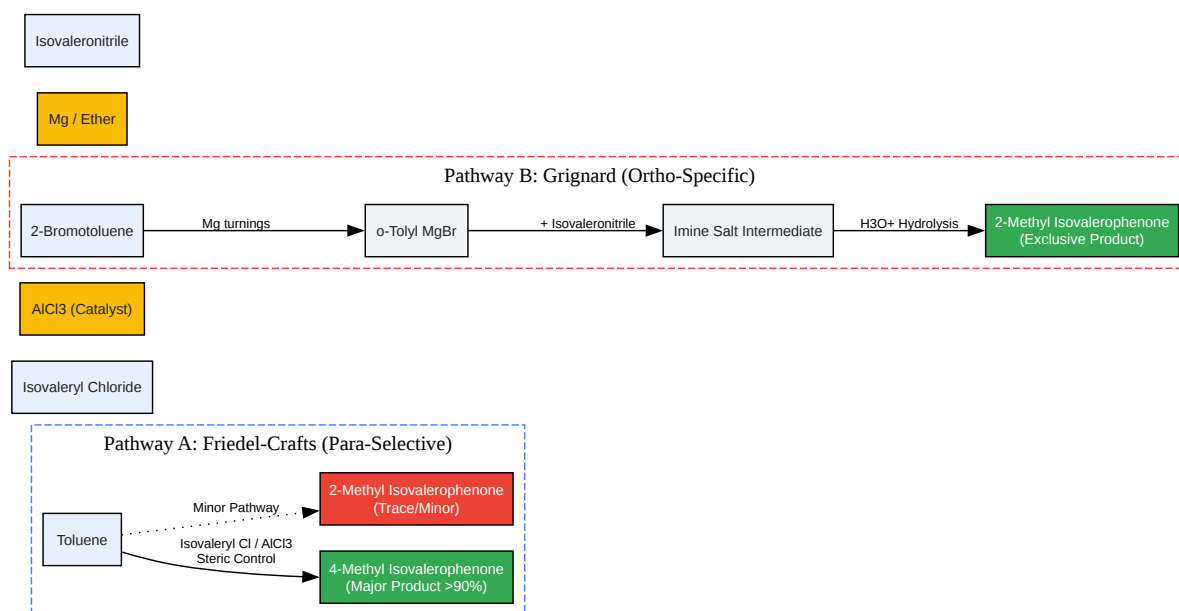 Isovaleronitrile
Mg / Ether
Pathway B: Grignard (Ortho-Specific)
2-Bromotoluene
Mg turnings
o-Tolyl MgBr
+ Isovaleronitrile
Imine Salt Intermediate
H3O+ Hydrolysis
2-Methyl Isovalerophenone
(Exclusive Product)
AlCl3 (Catalyst)
Isovaleryl Chloride
Pathway A: Friedel-Crafts (Para-Selective)
Toluene
Minor Pathway
2-Methyl Isovalerophenone
(Trace/Minor)
Isovaleryl Cl / AlCl3
Steric Control
4-Methyl Isovalerophenone
(Major Product >90%)